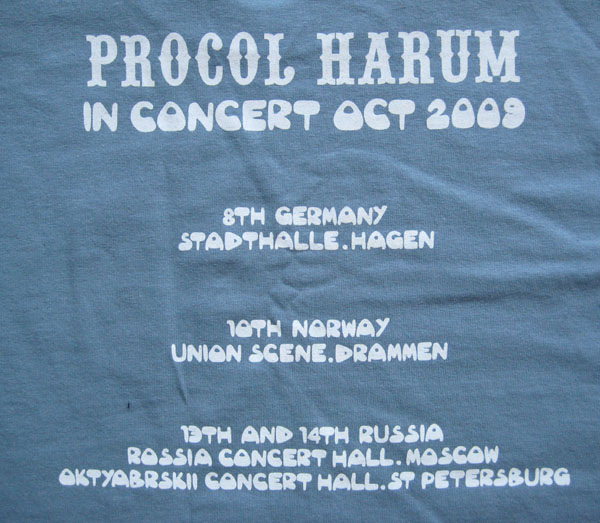 PROCOL HARUM
IN CONCERT OCT 2009
8TH GERMANY
STADTHALLE.HAGEN
10TH NORWAY
UNION SCENE.DRAMMEN
13TH AND 14TH RUSSIA
ROSSIA CONCERT HALL.MOSCOW
OKTYABRSKII CONCERT HALL.ST PETERSBURG